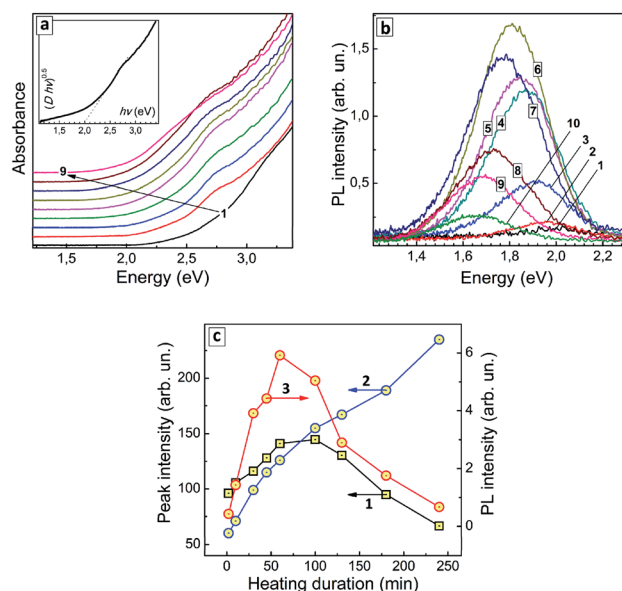 a
(D hν)^0.5
hν (eV)
1,5 2,0 2,5 3,0
9
1
Absorbance
1,5 2,0 2,5 3,0
Energy (eV)
b
PL intensity (arb. un.)
1,5
1,0
0,5
6
5 4 7
10
3
2
1
8
9
1,4 1,6 1,8 2,0 2,2
Energy (eV)
c
Peak intensity (arb. un.)
200
150
100
50
3
2
1
6
4
2
0
PL intensity (arb. un.)
0 50 100 150 200 250
Heating duration (min)